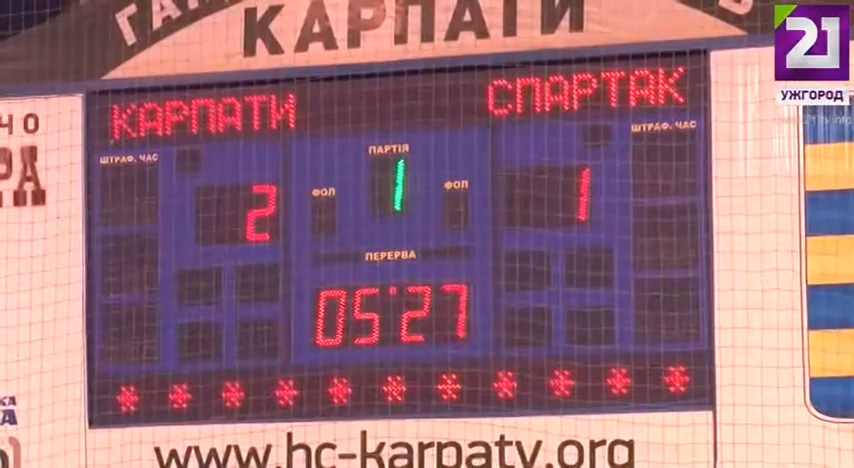 КАРПАТИ
21
УЖГОРОД
КАРПАТИ
СПАРТАК
ШТРАФ. ЧАС
ПАРТІЯ
ШТРАФ. ЧАС
2
ФОЛ
1
ФОЛ
1
ПЕРЕРВА
05:27
www.hc-karpaty.org